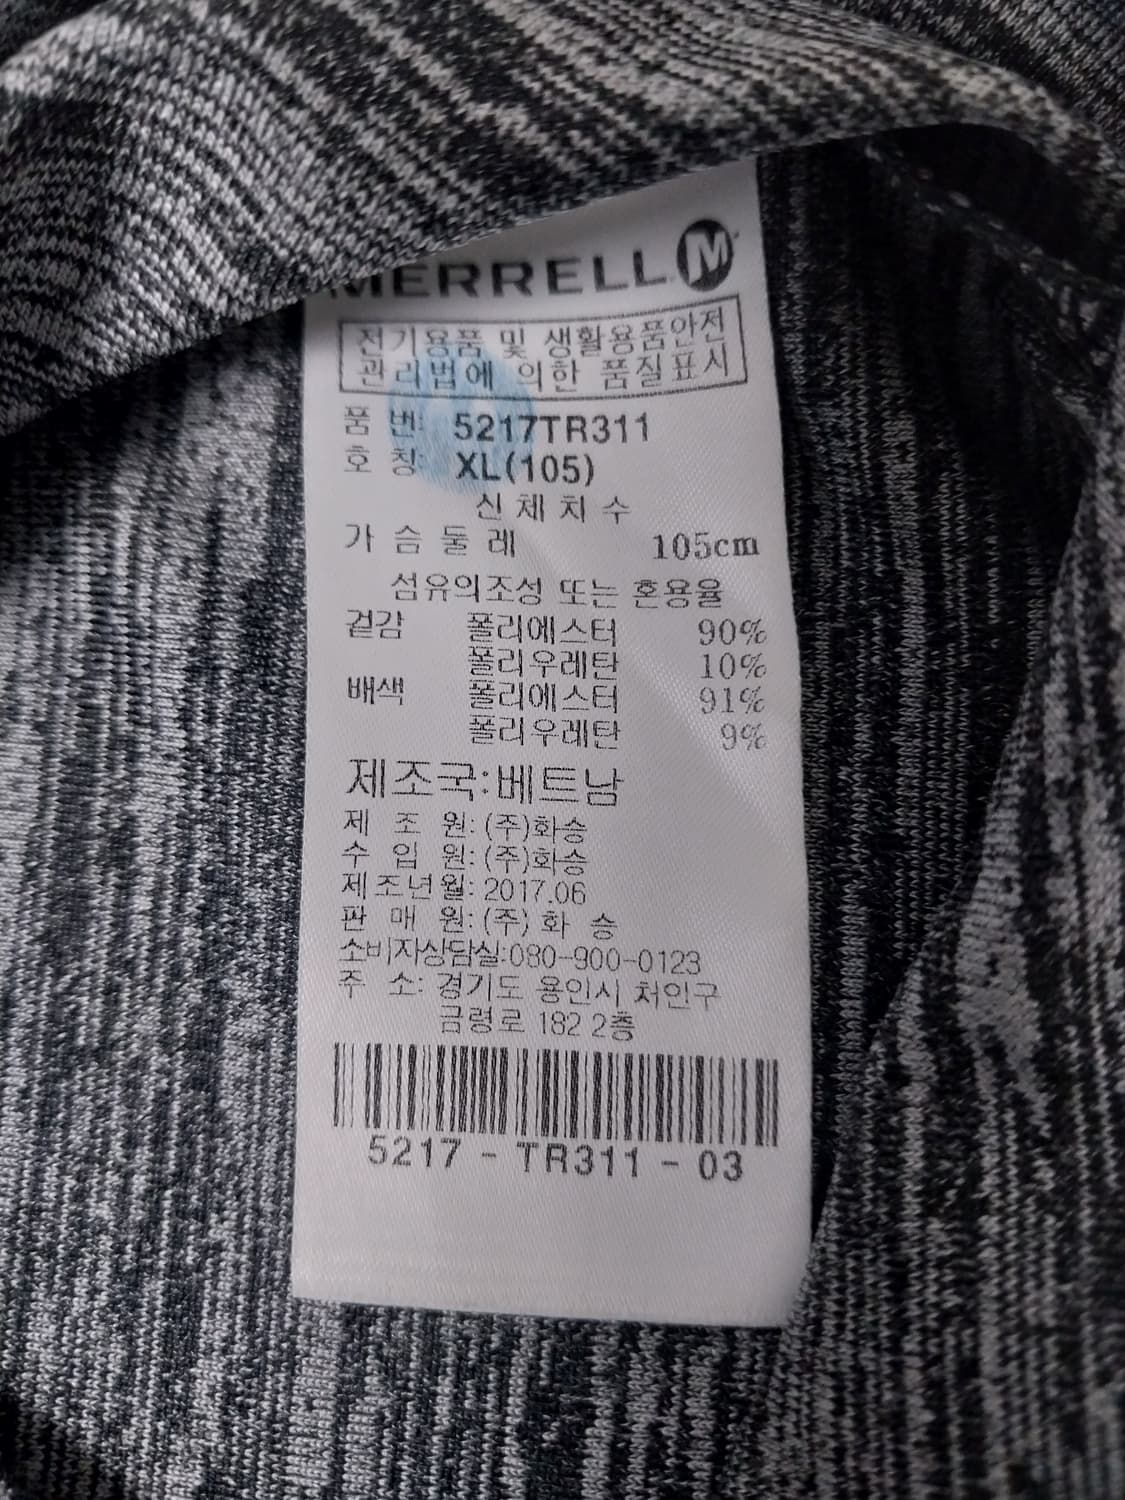 MERRELL M
전기용품 및 생활용품안전
관리법에 의한 품질표시
품 번: 5217TR311
호 칭: XL(105)
신체치수
가슴둘레 105cm
섬유의조성 또는 혼용율
겉감 폴리에스터 90%
폴리우레탄 10%
배색 폴리에스터 91%
폴리우레탄 9%
제조국:베트남
제 조 원: (주)화승
수 입 원: (주)화승
제조년월: 2017.06
판 매 원: (주) 화 승
소비자상담실:080-900-0123
주 소: 경기도 용인시 처인구
금령로 182 2층
5217 - TR311 - 03